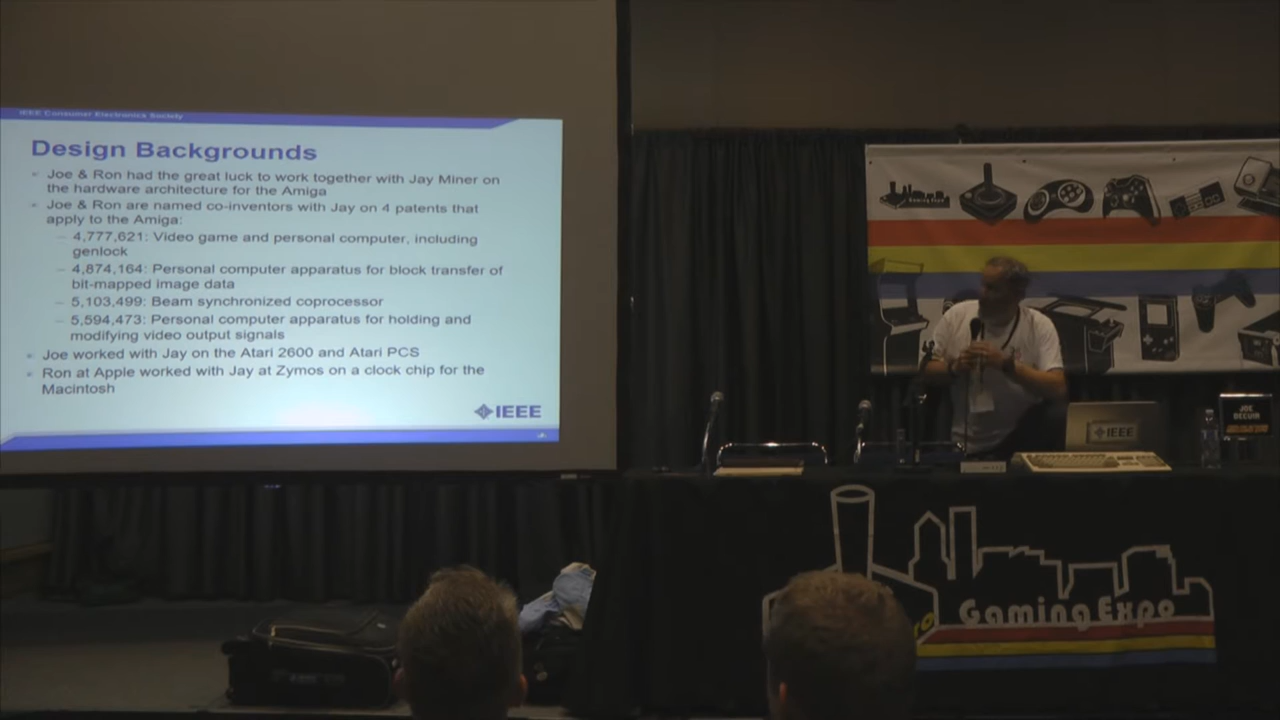 IEEE Consumer Electronics Society
Design Backgrounds
Joe & Ron had the great luck to work together with Jay Miner on
the hardware architecture for the Amiga
Joe & Ron are named co-inventors with Jay on 4 patents that
apply to the Amiga:
– 4,777,621: Video game and personal computer, including
genlock
– 4,874,164: Personal computer apparatus for block transfer of
bit-mapped image data
– 5,103,499: Beam synchronized coprocessor
– 5,594,473: Personal computer apparatus for holding and
modifying video output signals
Joe worked with Jay on the Atari 2600 and Atari PCS
Ron at Apple worked with Jay at Zymos on a clock chip for the
Macintosh
IEEE
Gaming Expo
IEEE
JOE
DECUIR
Gaming Expo